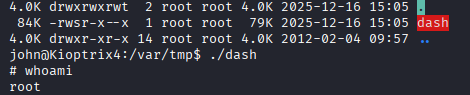 4.0K drwxrwxrwt  2 root root 4.0K 2025-12-16 15:05 .
 84K -rwsr-x--x  1 root root  79K 2025-12-16 15:05 dash
4.0K drwxr-xr-x 14 root root 4.0K 2012-02-04 09:57 ..
john@Kioptrix4:/var/tmp$ ./dash
# whoami
root